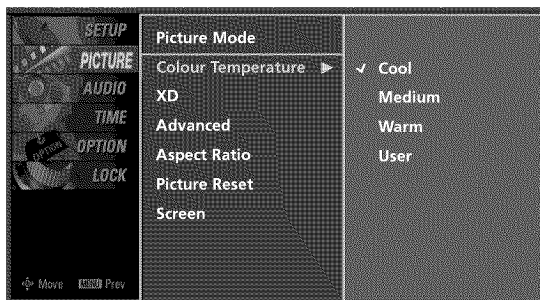 SETUP
PICTURE
AUDIO
TIME
OPTION
LOCK
Move MENU Prev
Picture Mode
Colour Temperature ▶
XD
Advanced
Aspect Ratio
Picture Reset
Screen
✓ Cool
Medium
Warm
User